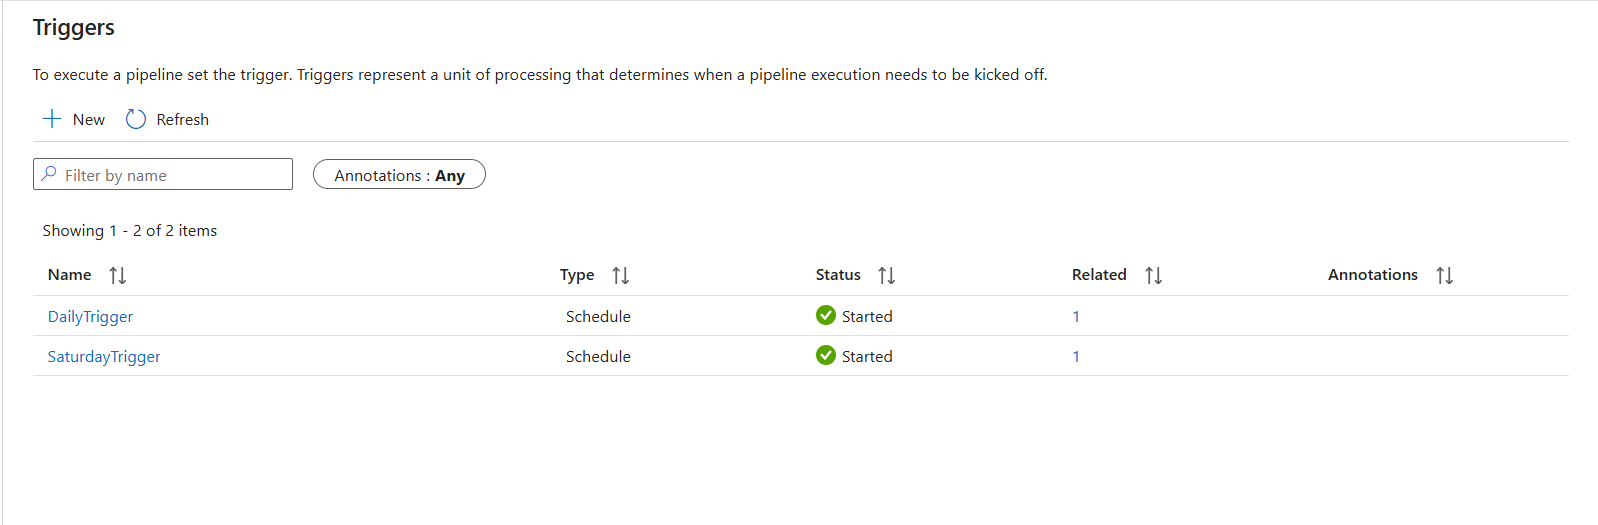 Triggers
To execute a pipeline set the trigger. Triggers represent a unit of processing that determines when a pipeline execution needs to be kicked off.
New Refresh
Filter by name Annotations : Any
Showing 1 - 2 of 2 items
Name Type Status Related Annotations
DailyTrigger Schedule Started 1
SaturdayTrigger Schedule Started 1